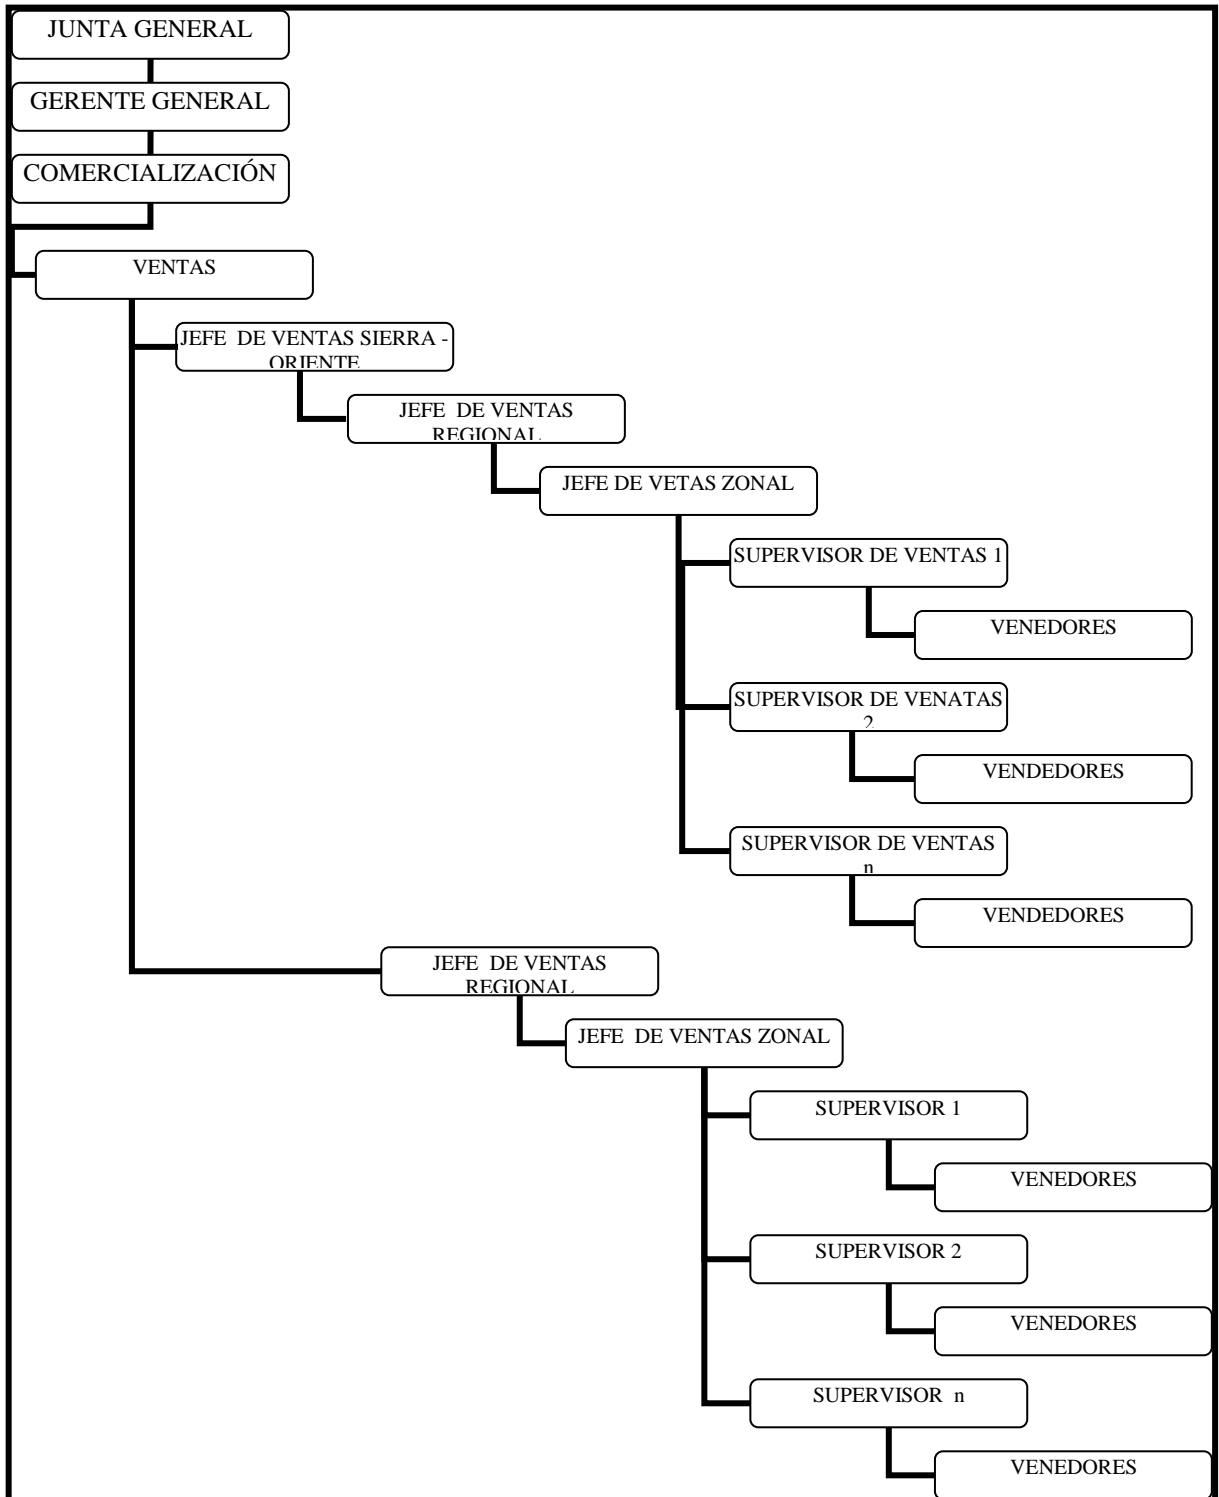 JUNTA GENERAL
GERENTE GENERAL
COMERCIALIZACIÓN
VENTAS
JEFE DE VENTAS SIERRA -
ORIENTE
JEFE DE VENTAS
REGIONAL
JEFE DE VETAS ZONAL
SUPERVISOR DE VENTAS 1
VENEDORES
SUPERVISOR DE VENATAS
2
VENDEDORES
SUPERVISOR DE VENTAS
n
VENDEDORES
JEFE DE VENTAS
REGIONAL
JEFE DE VENTAS ZONAL
SUPERVISOR 1
VENEDORES
SUPERVISOR 2
VENEDORES
SUPERVISOR n
VENEDORES